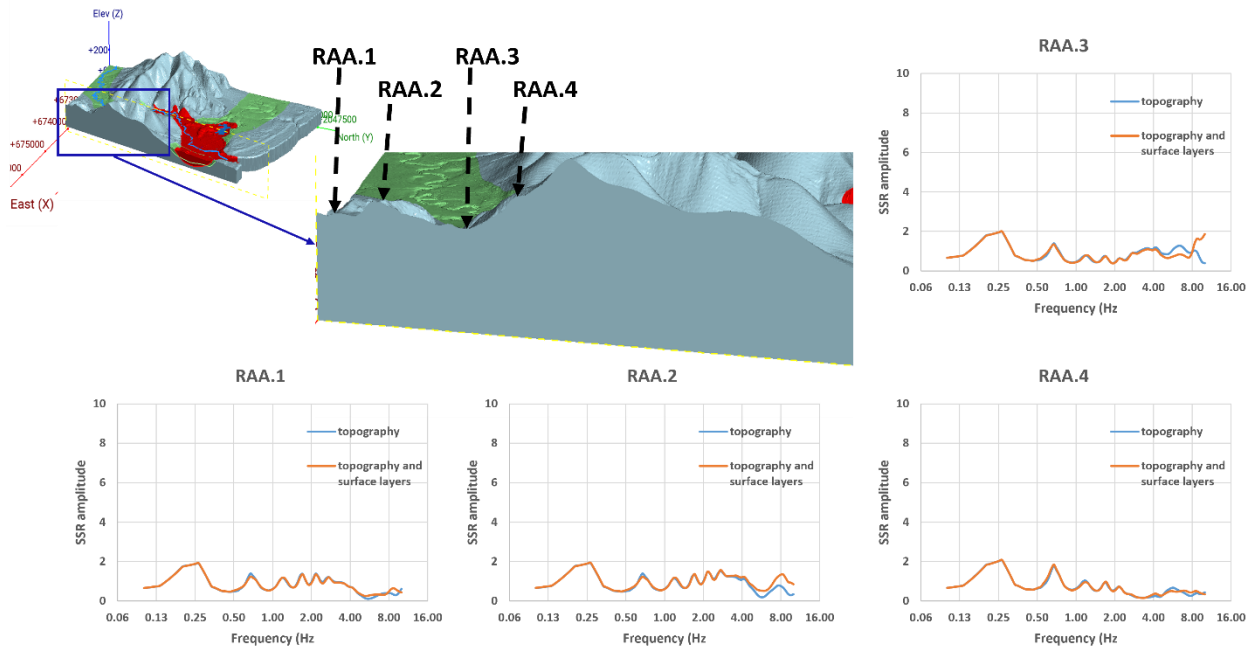 Elev (Z)
+200
+6730
+674000
+675000
East (X)
2047500
North (Y)
RAA.1
RAA.2
RAA.3
RAA.4
RAA.3
10
8
6
4
2
0
SSR amplitude
topography
topography and
surface layers
0.06 0.13 0.25 0.50 1.00 2.00 4.00 8.00 16.00
Frequency (Hz
RAA.1
10
8
6
4
2
0
SSR amplitude
topography
topography and
surface layers
0.06 0.13 0.25 0.50 1.00 2.00 4.00 8.00 16.00
Frequency (Hz
RAA.2
10
8
6
4
2
0
SSR amplitude
topography
topography and
surface layers
0.06 0.13 0.25 0.50 1.00 2.00 4.00 8.00 16.00
Frequency (Hz
RAA.4
10
8
6
4
2
0
SSR amplitude
topography
topography and
surface layers
0.06 0.13 0.25 0.50 1.00 2.00 4.00 8.00 16.00
Frequency (Hz